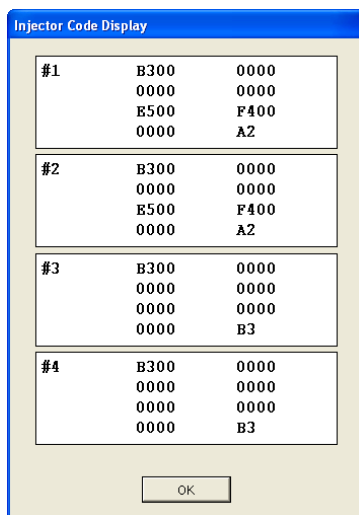 Injector Code Display
#1 B300 0000
0000 0000
E500 F400
0000 A2
#2 B300 0000
0000 0000
E500 F400
0000 A2
#3 B300 0000
0000 0000
0000 0000
0000 B3
#4 B300 0000
0000 0000
0000 0000
0000 B3
OK